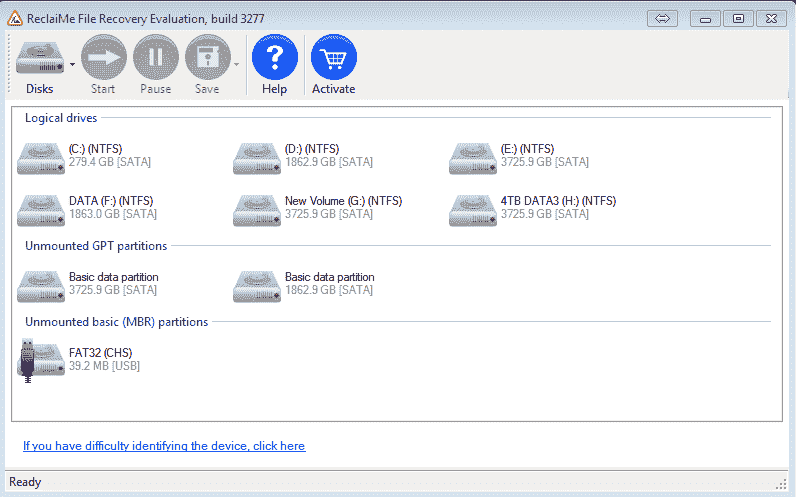 ReclaiMe File Recovery Evaluation, build 3277
Disks Start Pause Save Help Activate
Logical drives
(C:) (NTFS) (D:) (NTFS) (E:) (NTFS)
279.4 GB [SATA] 1862.9 GB [SATA] 3725.9 GB [SATA]
DATA (F:) (NTFS) New Volume (G:) (NTFS) 4TB DATA3 (H:) (NTFS)
1863.0 GB [SATA] 3725.9 GB [SATA] 3725.9 GB [SATA]
Unmounted GPT partitions
Basic data partition Basic data partition
3725.9 GB [SATA] 1862.9 GB [SATA]
Unmounted basic (MBR) partitions
FAT32 (CHS)
39.2 MB [USB]
If you have difficulty identifying the device, click here
Ready